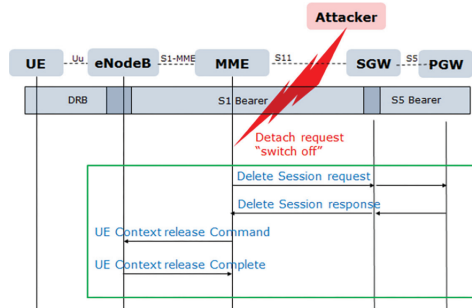 Attacker
UE Uu eNodeB S1-MME MME S11 SGW S5 PGW
DRB S1 Bearer S5 Bearer
Detach request
"switch off"
Delete Session request
Delete Session response
UE Context release Command
UE Context release Complete